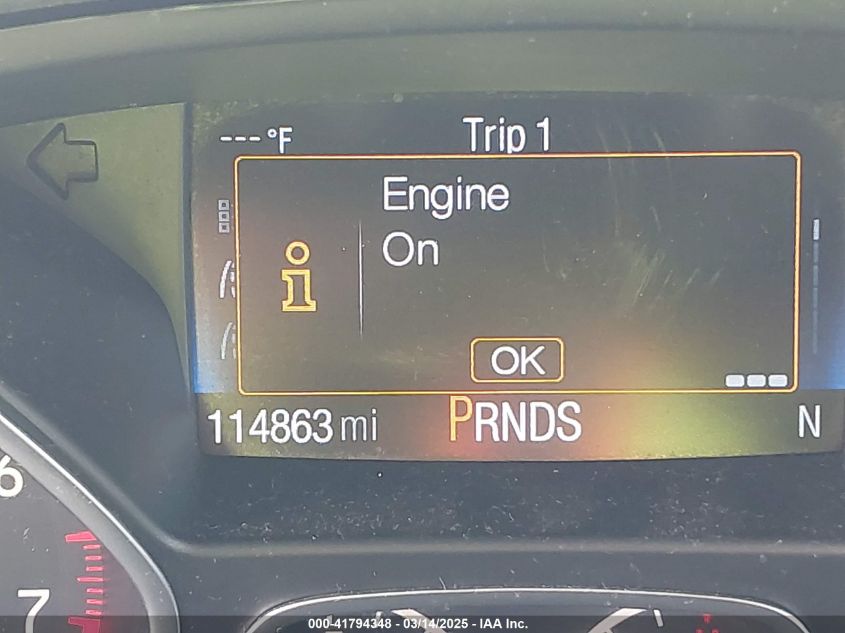 ---°F Trip 1
Engine
On
OK
114863 mi PRNDS N
6
7
000-41794348 - 03/14/2025 - IAA Inc.